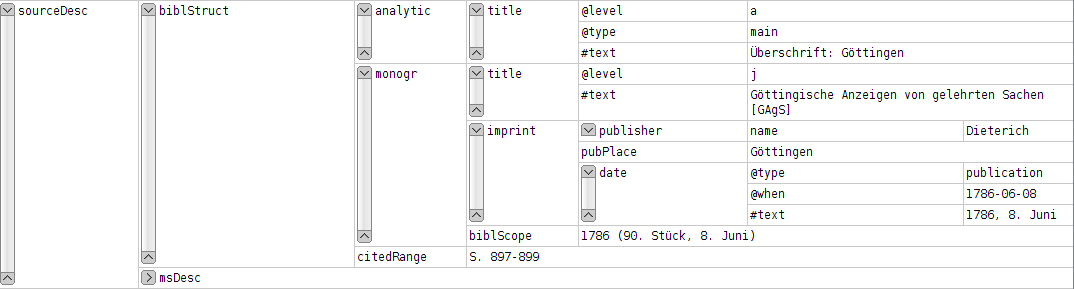 sourceDesc biblStruct analytic title @level a
@type main
#text Überschrift: Göttingen
monogr title @level j
#text Göttingische Anzeigen von gelehrten Sachen
[GAgS]
imprint publisher name Dieterich
pubPlace Göttingen
date @type publication
@when 1786-06-08
#text 1786, 8. Juni
biblScope 1786 (90. Stück, 8. Juni)
citedRange S. 897-899
msDesc